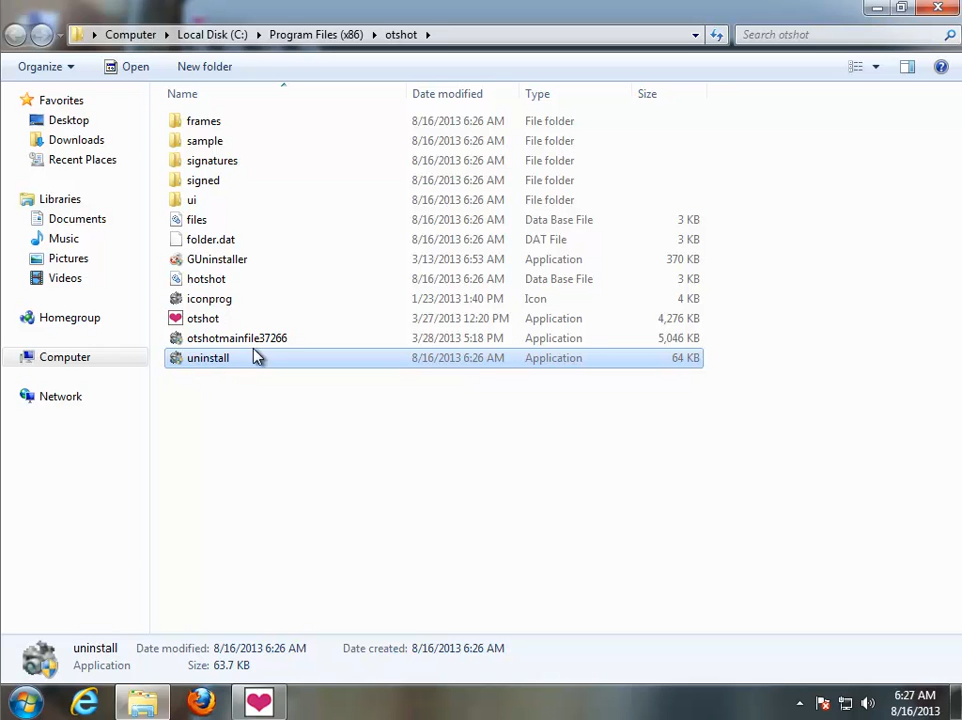 Computer Local Disk (C:) Program Files (x86) otshot Search otshot
Organize Open New folder
Name Date modified Type Size
Favorites
Desktop
Downloads
Recent Places
Libraries
Documents
Music
Pictures
Videos
Homegroup
Computer
Network
frames 8/16/2013 6:26 AM File folder
sample 8/16/2013 6:26 AM File folder
signatures 8/16/2013 6:26 AM File folder
signed 8/16/2013 6:26 AM File folder
ui 8/16/2013 6:26 AM File folder
files 8/16/2013 6:26 AM Data Base File 3 KB
folder.dat 8/16/2013 6:26 AM DAT File 3 KB
GUninstaller 3/13/2013 6:53 AM Application 370 KB
hotshot 8/16/2013 6:26 AM Data Base File 3 KB
iconprog 1/23/2013 1:40 PM Icon 4 KB
otshot 3/27/2013 12:20 PM Application 4,276 KB
otshotmainfile37266 3/28/2013 5:18 PM Application 5,046 KB
uninstall 8/16/2013 6:26 AM Application 64 KB
uninstall Date modified: 8/16/2013 6:26 AM Date created: 8/16/2013 6:26 AM
Application Size: 63.7 KB
6:27 AM
8/16/2013